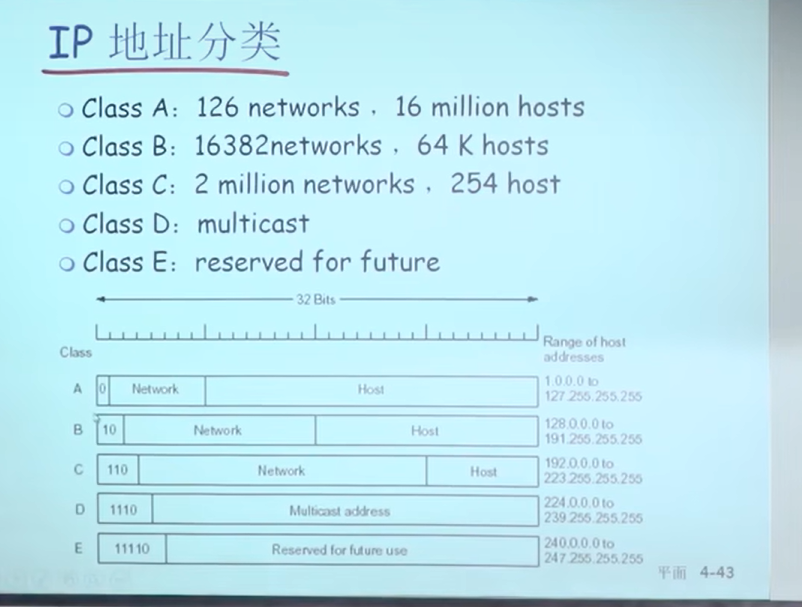 IP 地址分类
Class A: 126 networks ，16 million hosts
Class B: 16382networks ，64 K hosts
Class C: 2 million networks ，254 host
Class D: multicast
Class E: reserved for future
32 Bits
Class
Range of host
addresses
A 0 Network Host 1.0.0.0 to
127.255.255.255
B 10 Network Host 128.0.0.0 to
191.255.255.255
C 110 Network Host 192.0.0.0 to
223.255.255.255
D 1110 Multicast address 224.0.0.0 to
239.255.255.255
E 11110 Reserved for future use 240.0.0.0 to
247.255.255.255
平面 4-43